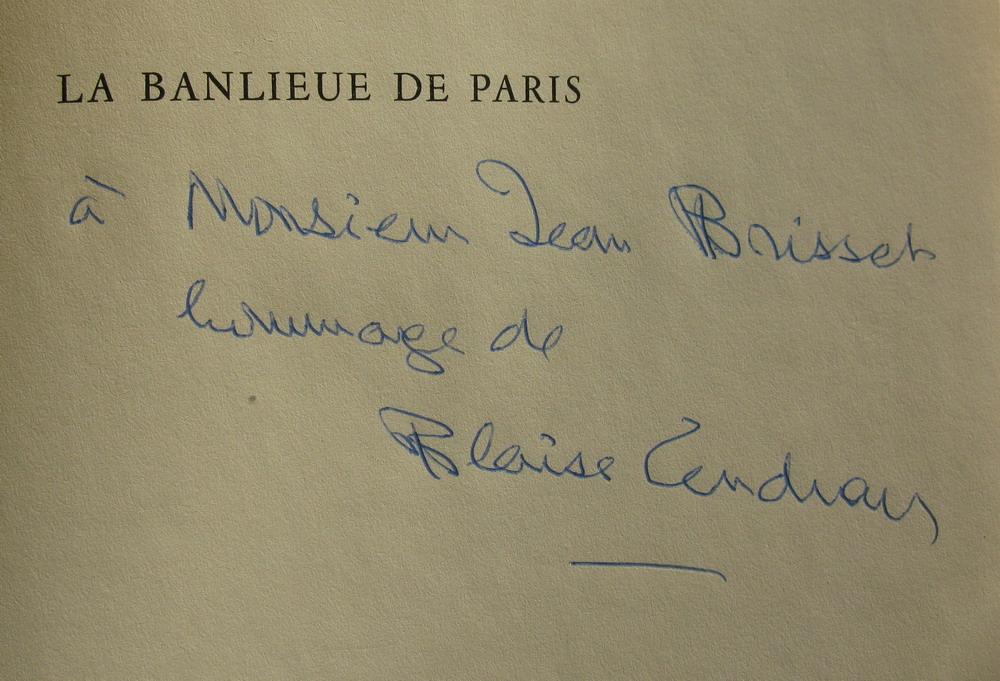 LA BANLIEUE DE PARIS
à Monsieur Jean Brisset
hommage de
Blaise Cendrars